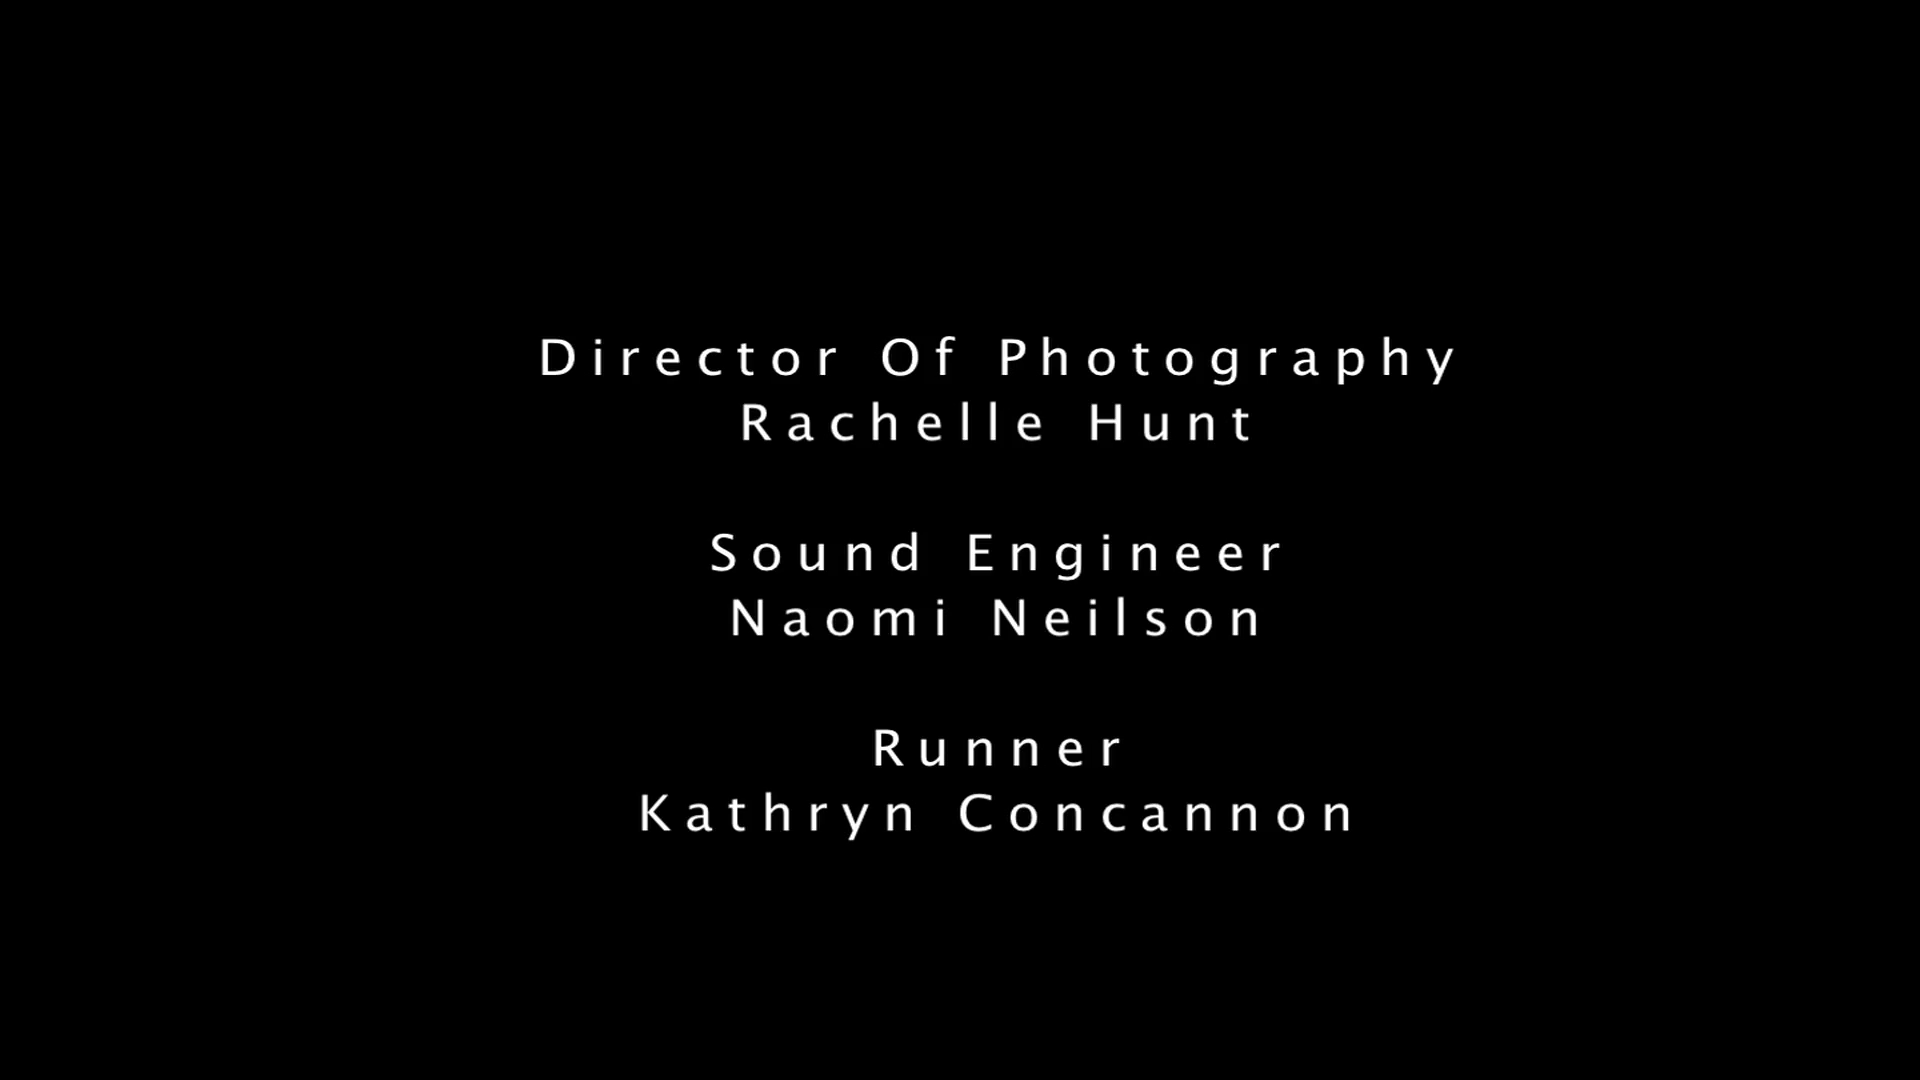 Director Of Photography
Rachelle Hunt
Sound Engineer
Naomi Neilson
Runner
Kathryn Concannon